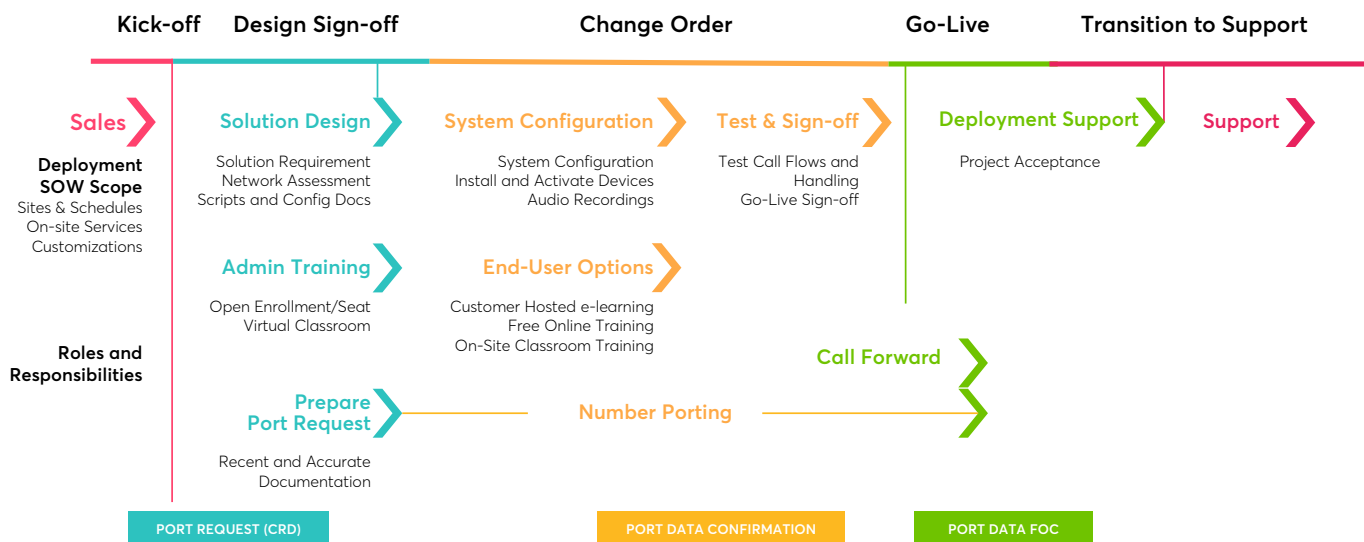 Kick-off
Design Sign-off
Change Order
Go-Live
Transition to Support
Sales
Deployment
SOW Scope
Sites & Schedules
On-site Services
Customizations
Roles and
Responsibilities
Solution Design
Solution Requirement
Network Assessment
Scripts and Config Docs
Admin Training
Open Enrollment/Seat
Virtual Classroom
Prepare
Port Request
Recent and Accurate
Documentation
System Configuration
System Configuration
Install and Activate Devices
Audio Recordings
End-User Options
Customer Hosted e-learning
Free Online Training
On-Site Classroom Training
Number Porting
Test & Sign-off
Test Call Flows and
Handling
Go-Live Sign-off
Call Forward
Deployment Support
Project Acceptance
Support
PORT REQUEST (CRD)
PORT DATA CONFIRMATION
PORT DATA FOC